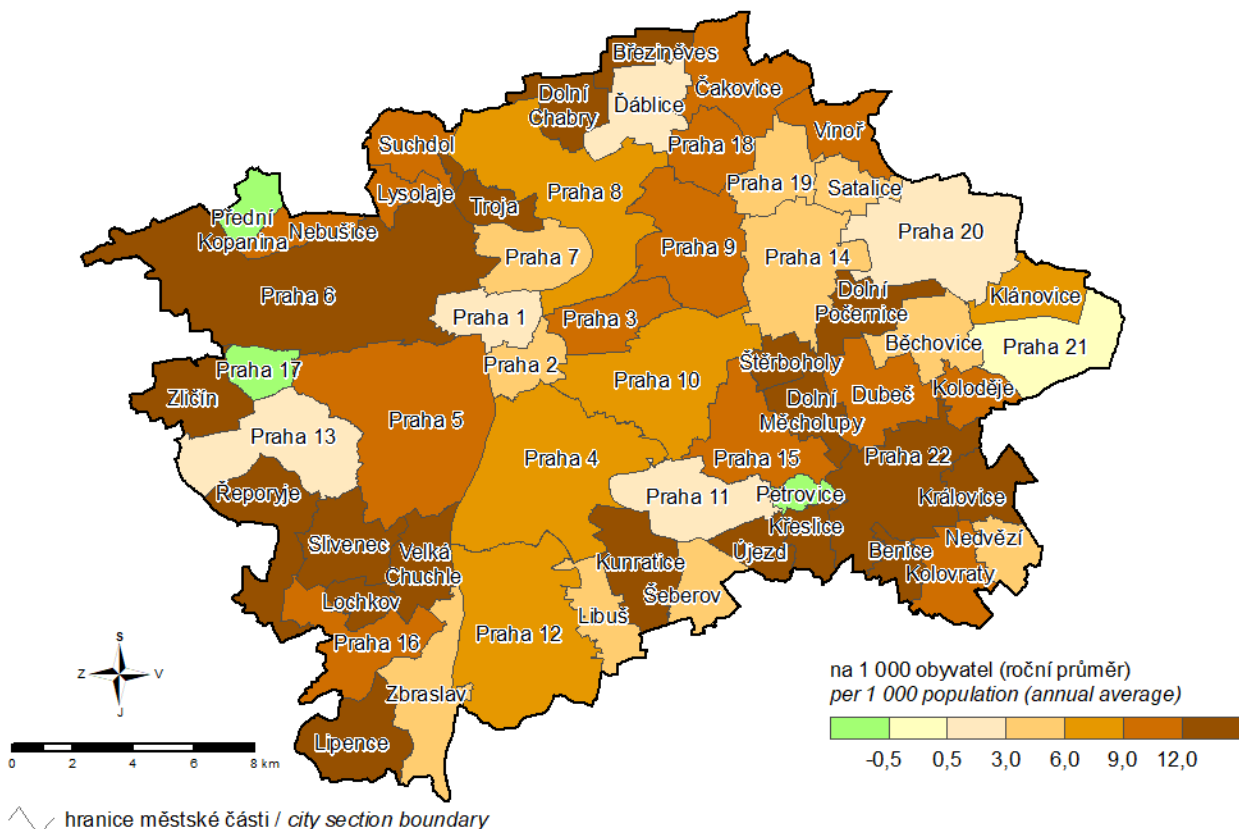 Březiněves
Dolní
Chabry
Ďáblice
Čakovice
Suchdol
Praha 18
Vinoř
Lysolaje
Praha 8
Troja
Praha 19
Satalice
Přední
Kopanina
Nebušice
Praha 7
Praha 9
Praha 14
Praha 20
Praha 6
Dolní
Počernice
Klánovice
Praha 1
Praha 3
Praha 2
Běchovice
Praha 21
Praha 17
Štěrboholy
Praha 10
Zličín
Praha 5
Dolní
Měcholupy
Dubeč
Koloděje
Praha 13
Praha 4
Praha 15
Praha 22
Řeporyje
Praha 11
Petrovice
Královice
Křeslice
Slivenec
Velká
Chuchle
Kunratice
Újezd
Benice
Nedvězí
Kolovraty
Šeberov
Lochkov
Libuš
Praha 16
Praha 12
Zbraslav
Lipence
S
Z
V
J
0 2 4 6 8 km
na 1 000 obyvatel (roční průměr)
per 1 000 population (annual average)
-0,5 0,5 3,0 6,0 9,0 12,0
hranice městské části / city section boundary